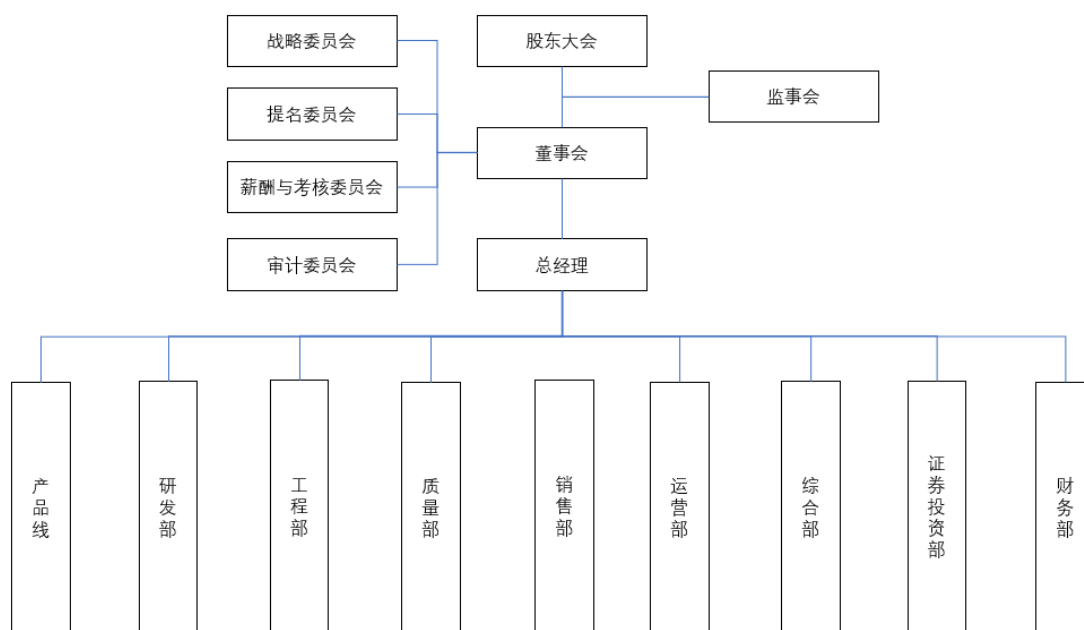 战略委员会
股东大会
监事会
提名委员会
董事会
薪酬与考核委员会
审计委员会
总经理
产品线
研发部
工程部
质量部
销售部
运营部
综合部
证券投资部
财务部